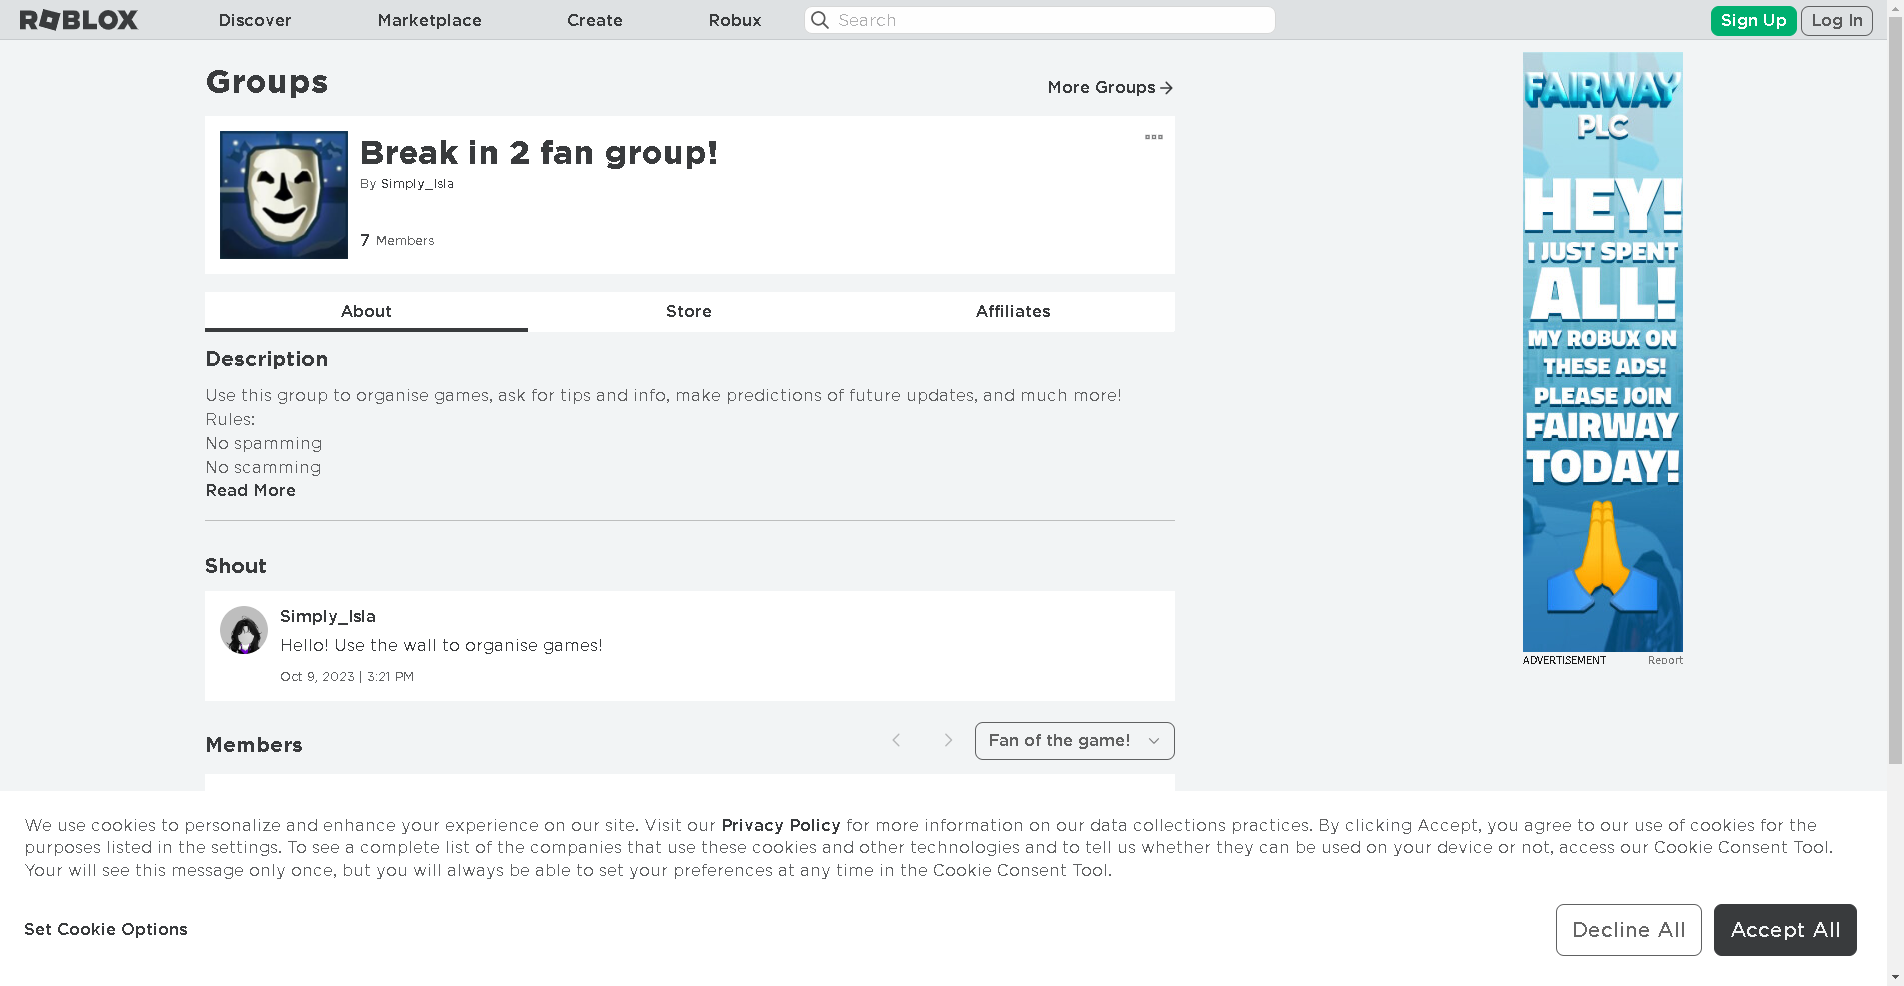 ROBLOX
Discover
Marketplace
Create
Robux
Search
Sign Up
Log In
Groups
More Groups
Break in 2 fan group!
By Simply_Isla
7 Members
About
Store
Affiliates
Description
Use this group to organise games, ask for tips and info, make predictions of future updates, and much more!
Rules:
No spamming
No scamming
Read More
Shout
Simply_Isla
Hello! Use the wall to organise games!
Oct 9, 2023 | 3:21 PM
Members
Fan of the game!
FAIRWAY
PLC
HEY!
I JUST SPENT
ALL!
MY ROBUX ON
THESE ADS!
PLEASE JOIN
FAIRWAY
TODAY!
ADVERTISEMENT
Report
We use cookies to personalize and enhance your experience on our site. Visit our Privacy Policy for more information on our data collections practices. By clicking Accept, you agree to our use of cookies for the
purposes listed in the settings. To see a complete list of the companies that use these cookies and other technologies and to tell us whether they can be used on your device or not, access our Cookie Consent Tool.
Your will see this message only once, but you will always be able to set your preferences at any time in the Cookie Consent Tool.
Set Cookie Options
Decline All
Accept All